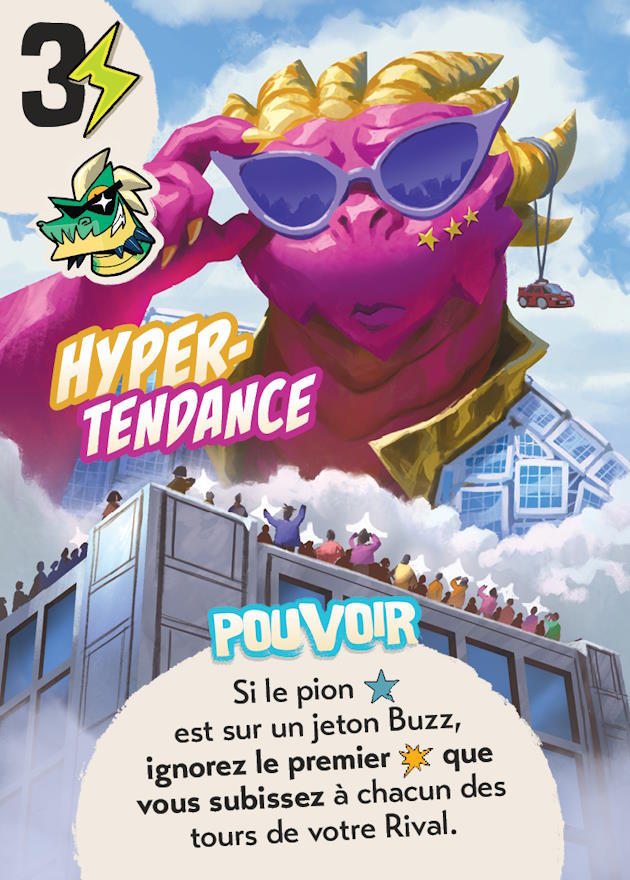 3
HYPER-
TENDANCE
POUVOIR
Si le pion
est sur un jeton Buzz,
ignorez le premier que
vous subissez à chacun des
tours de votre Rival.